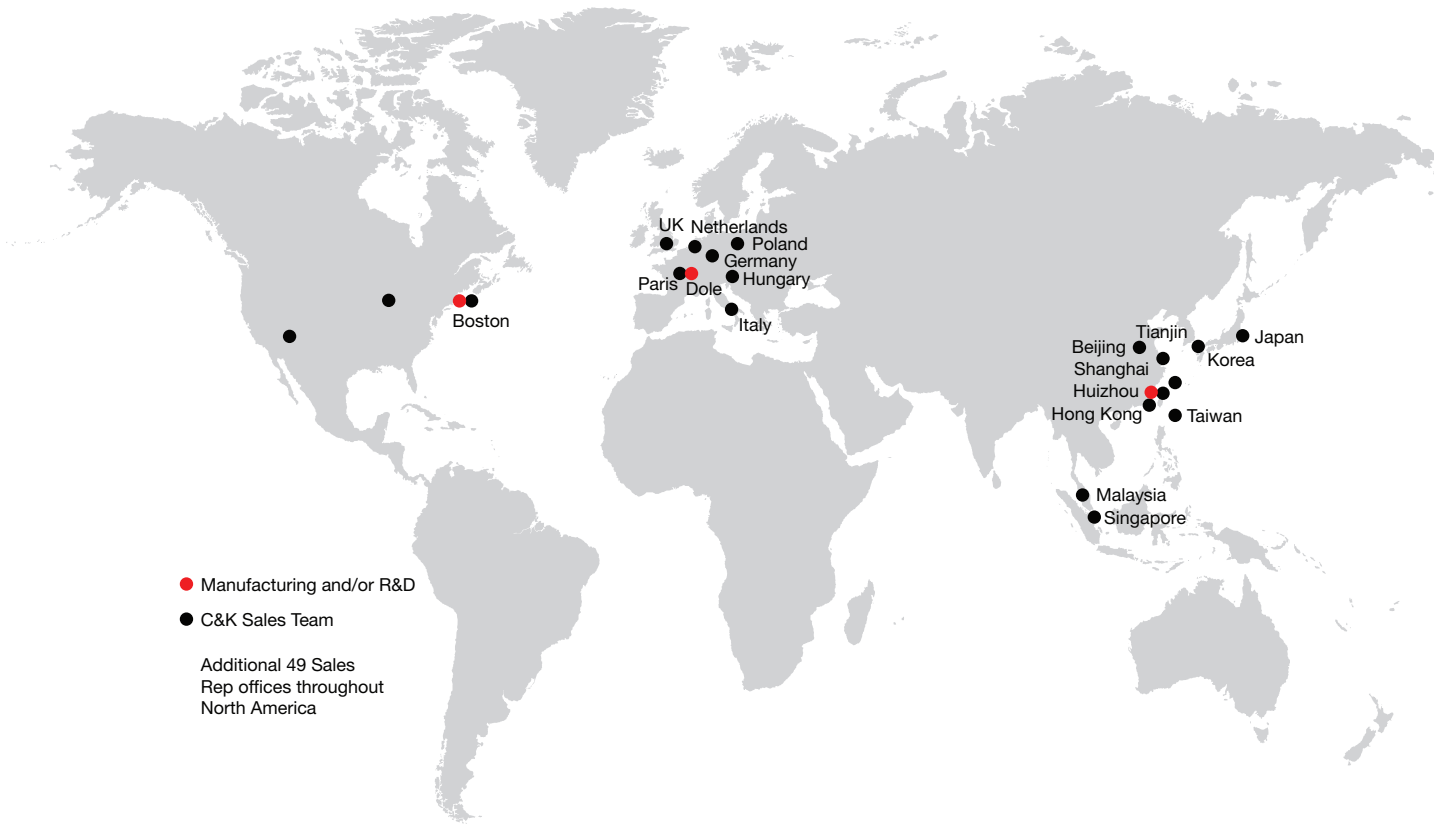 UK
Netherlands
Poland
Germany
Paris
Dole
Hungary
Italy
Boston
Tianjin
Beijing
Japan
Korea
Shanghai
Huizhou
Hong Kong
Taiwan
Malaysia
Singapore
Manufacturing and/or R&D
C&K Sales Team
Additional 49 Sales
Rep offices throughout
North America